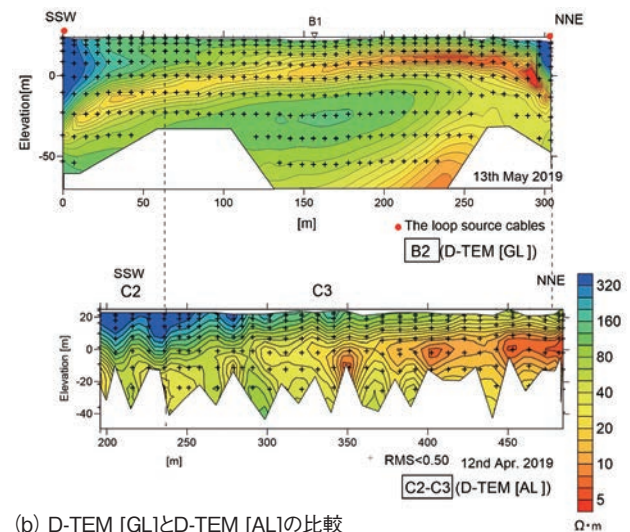 SSW
B1
NNE
Elevation[m]
0
-50
13th May 2019
0 50 100 150 200 250 300
[m]
The loop source cables
B2 (D-TEM [GL])
SSW
C2
C3
NNE
Elevation [m]
20
0
-20
-40
200 250 300 350 400 450
[m]
+ RMS<0.50
12nd Apr. 2019
C2-C3 (D-TEM [AL])
320
160
80
40
20
10
5
Ω・m
(b) D-TEM [GL]とD-TEM [AL]の比較